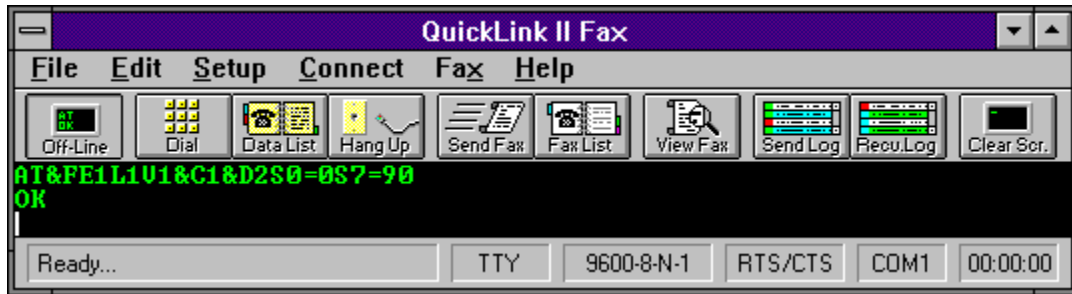 QuickLink II Fax
File Edit Setup Connect Fax Help
AT
OK
Off-Line Dial Data List Hang Up Send Fax Fax List View Fax Send Log Recv.Log Clear Scr.
AT&FE1L1V1&C1&D2S0=0S7=90
OK
Ready... TTY 9600-8-N-1 RTS/CTS COM1 00:00:00